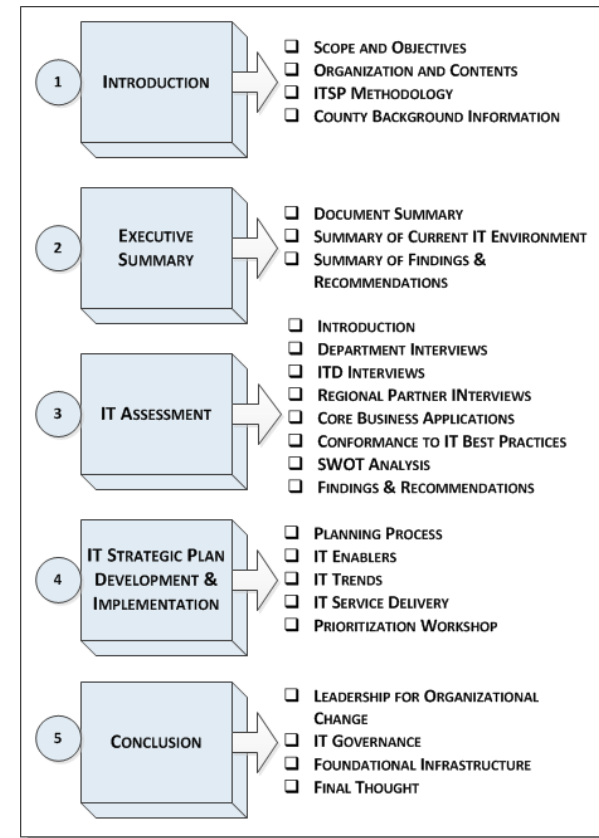 1
INTRODUCTION
❑ SCOPE AND OBJECTIVES
❑ ORGANIZATION AND CONTENTS
❑ ITSP METHODOLOGY
❑ COUNTY BACKGROUND INFORMATION
2
EXECUTIVE
SUMMARY
❑ DOCUMENT SUMMARY
❑ SUMMARY OF CURRENT IT ENVIRONMENT
❑ SUMMARY OF FINDINGS &
RECOMMENDATIONS
3
IT ASSESSMENT
❑ INTRODUCTION
❑ DEPARTMENT INTERVIEWS
❑ ITD INTERVIEWS
❑ REGIONAL PARTNER INTERVIEWS
❑ CORE BUSINESS APPLICATIONS
❑ CONFORMANCE TO IT BEST PRACTICES
❑ SWOT ANALYSIS
❑ FINDINGS & RECOMMENDATIONS
4
IT STRATEGIC PLAN
DEVELOPMENT &
IMPLEMENTATION
❑ PLANNING PROCESS
❑ IT ENABLERS
❑ IT TRENDS
❑ IT SERVICE DELIVERY
❑ PRIORITIZATION WORKSHOP
5
CONCLUSION
❑ LEADERSHIP FOR ORGANIZATIONAL
CHANGE
❑ IT GOVERNANCE
❑ FOUNDATIONAL INFRASTRUCTURE
❑ FINAL THOUGHT